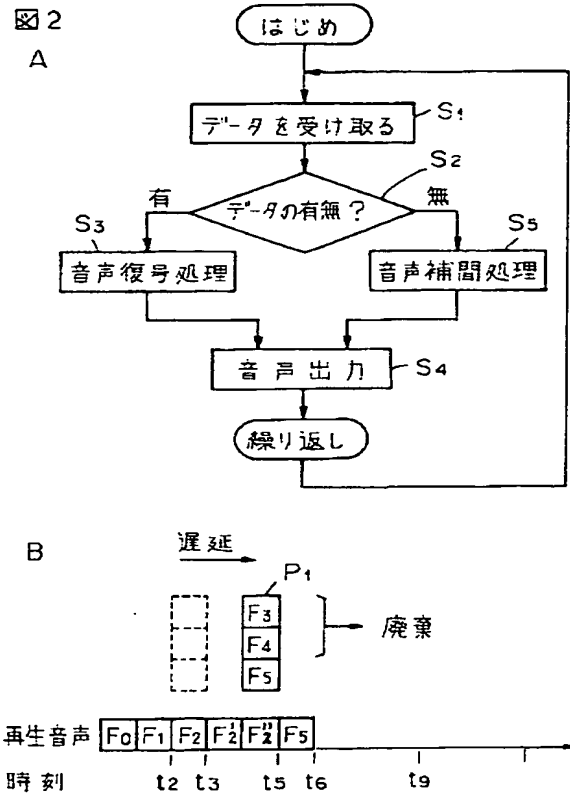 図2
A
はじめ
データを受け取る
S1
データの有無?
S2
有
無
S3
音声復号処理
S5
音声補間処理
音声出力
S4
繰り返し
B
遅延
P1
F3
F4
F5
廃棄
再生音声
F0 F1 F2 F2' F2'' F5
時刻
t2 t3 t5 t6 t9